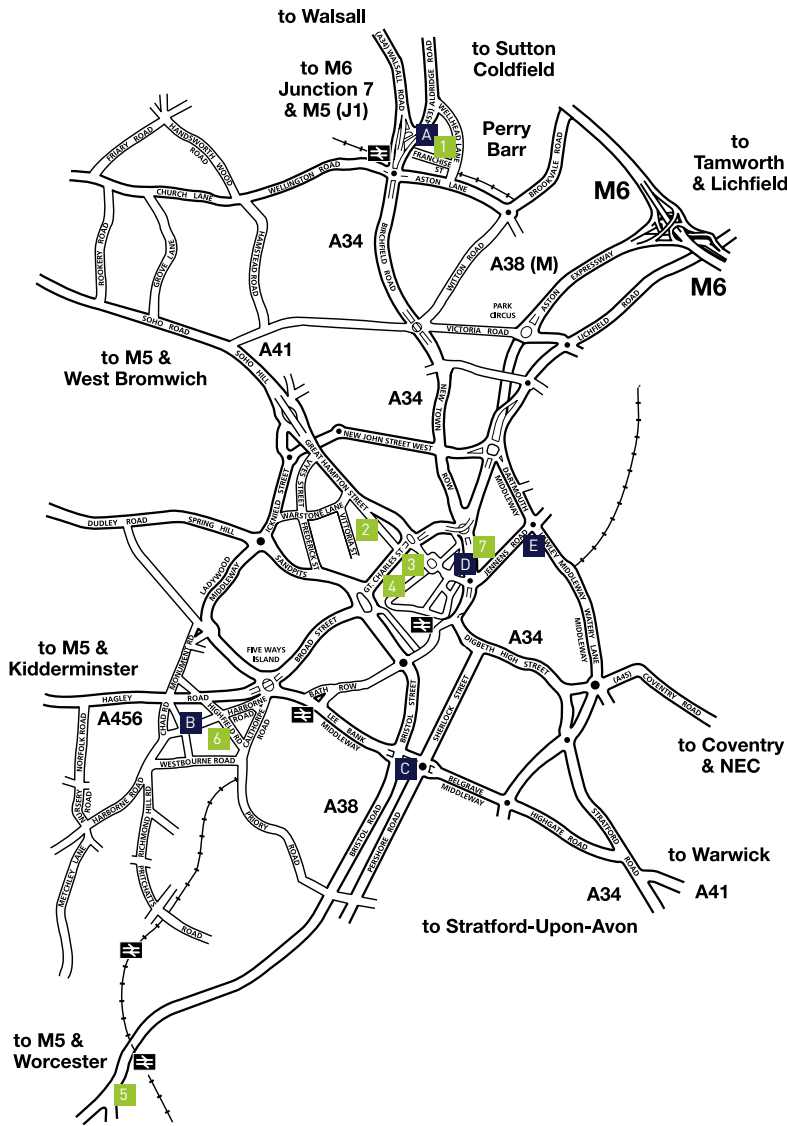 to Walsall
(A34) WALSALL ROAD
(A453) ALDRIDGE ROAD
to Sutton
Coldfield
to M6
Junction 7
& M5 (J1)
WELLHEAD LANE
A
1
Perry
Barr
FRANCHISE
ST
FRIARY ROAD
HANDSWORTH WOOD
ROAD
BROOKVALE ROAD
to
Tamworth
& Lichfield
CHURCH LANE
WELLINGTON ROAD
ASTON LANE
M6
ROOKERY ROAD
GROVE LANE
HAMSTEAD ROAD
A34
BIRCHFIELD ROAD
WITTON ROAD
A38 (M)
ASTON EXPRESSWAY
M6
PARK
CIRCUS
SOHO ROAD
VICTORIA ROAD
LICHFIELD ROAD
to M5 &
West Bromwich
A41
SOHO HILL
A34
NEW TOWN
ROW
NEW JOHN STREET WEST
GREAT HAMPTON STREET
DARTMOUTH
MIDDLEWAY
ICKNIELD STREET
VYSE STREET
WARSTONE LANE
FREDERICK ST
VITTORIA ST
2
DUDLEY ROAD
SPRING HILL
SANDPITS
LADYWOOD
MIDDLEWAY
GT. CHARLES ST
3
4
D
7
JENNENS ROAD
E
LAWLEY MIDDLEWAY
WATERY LANE
MIDDLEWAY
to M5 &
Kidderminster
MONUMENT RD
FIVE WAYS
ISLAND
BROAD STREET
DIGBETH HIGH STREET
A34
HAGLEY ROAD
BATH ROW
BRISTOL STREET
SHERLOCK STREET
(A45) COVENTRY ROAD
A456
NORFOLK ROAD
CHAD RD
B
HIGHFIELD RD
HARBORNE
ROAD
CALTHORPE
ROAD
6
LEE BANK
MIDDLEWAY
to Coventry
& NEC
WESTBOURNE ROAD
C
BELGRAVE
MIDDLEWAY
NURSERY
ROAD
HARBORNE ROAD
RICHMOND HILL RD
A38
PRIORY
ROAD
BRISTOL ROAD
PERSHORE ROAD
HIGHGATE ROAD
STRATFORD
ROAD
METCHLEY LANE
PRITCHATTS
ROAD
to Warwick
A34
A41
to Stratford-Upon-Avon
to M5 &
Worcester
5